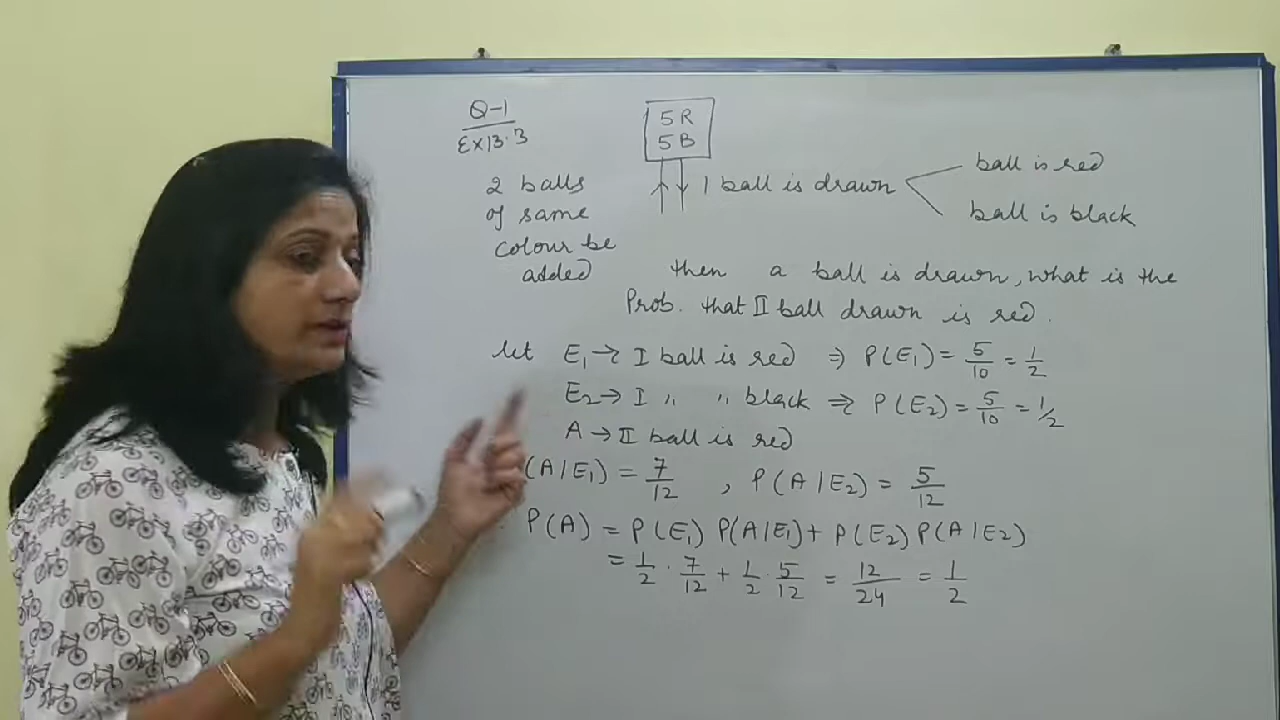 Q-1
Ex 13.3
5R
5B
2 balls
of same
colour be
added
1 ball is drawn
ball is red
ball is black
then a ball is drawn, what is the
Prob. that II ball drawn is red.
let E₁ → I ball is red ⇒ P(E₁) = 5/10 = 1/2
E₂ → I " " black ⇒ P(E₂) = 5/10 = 1/2
A → II ball is red
(A/E₁) = 7/12 , P(A/E₂) = 5/12
P(A) = P(E₁) P(A/E₁) + P(E₂) P(A/E₂)
= 1/2 · 7/12 + 1/2 · 5/12 = 12/24 = 1/2